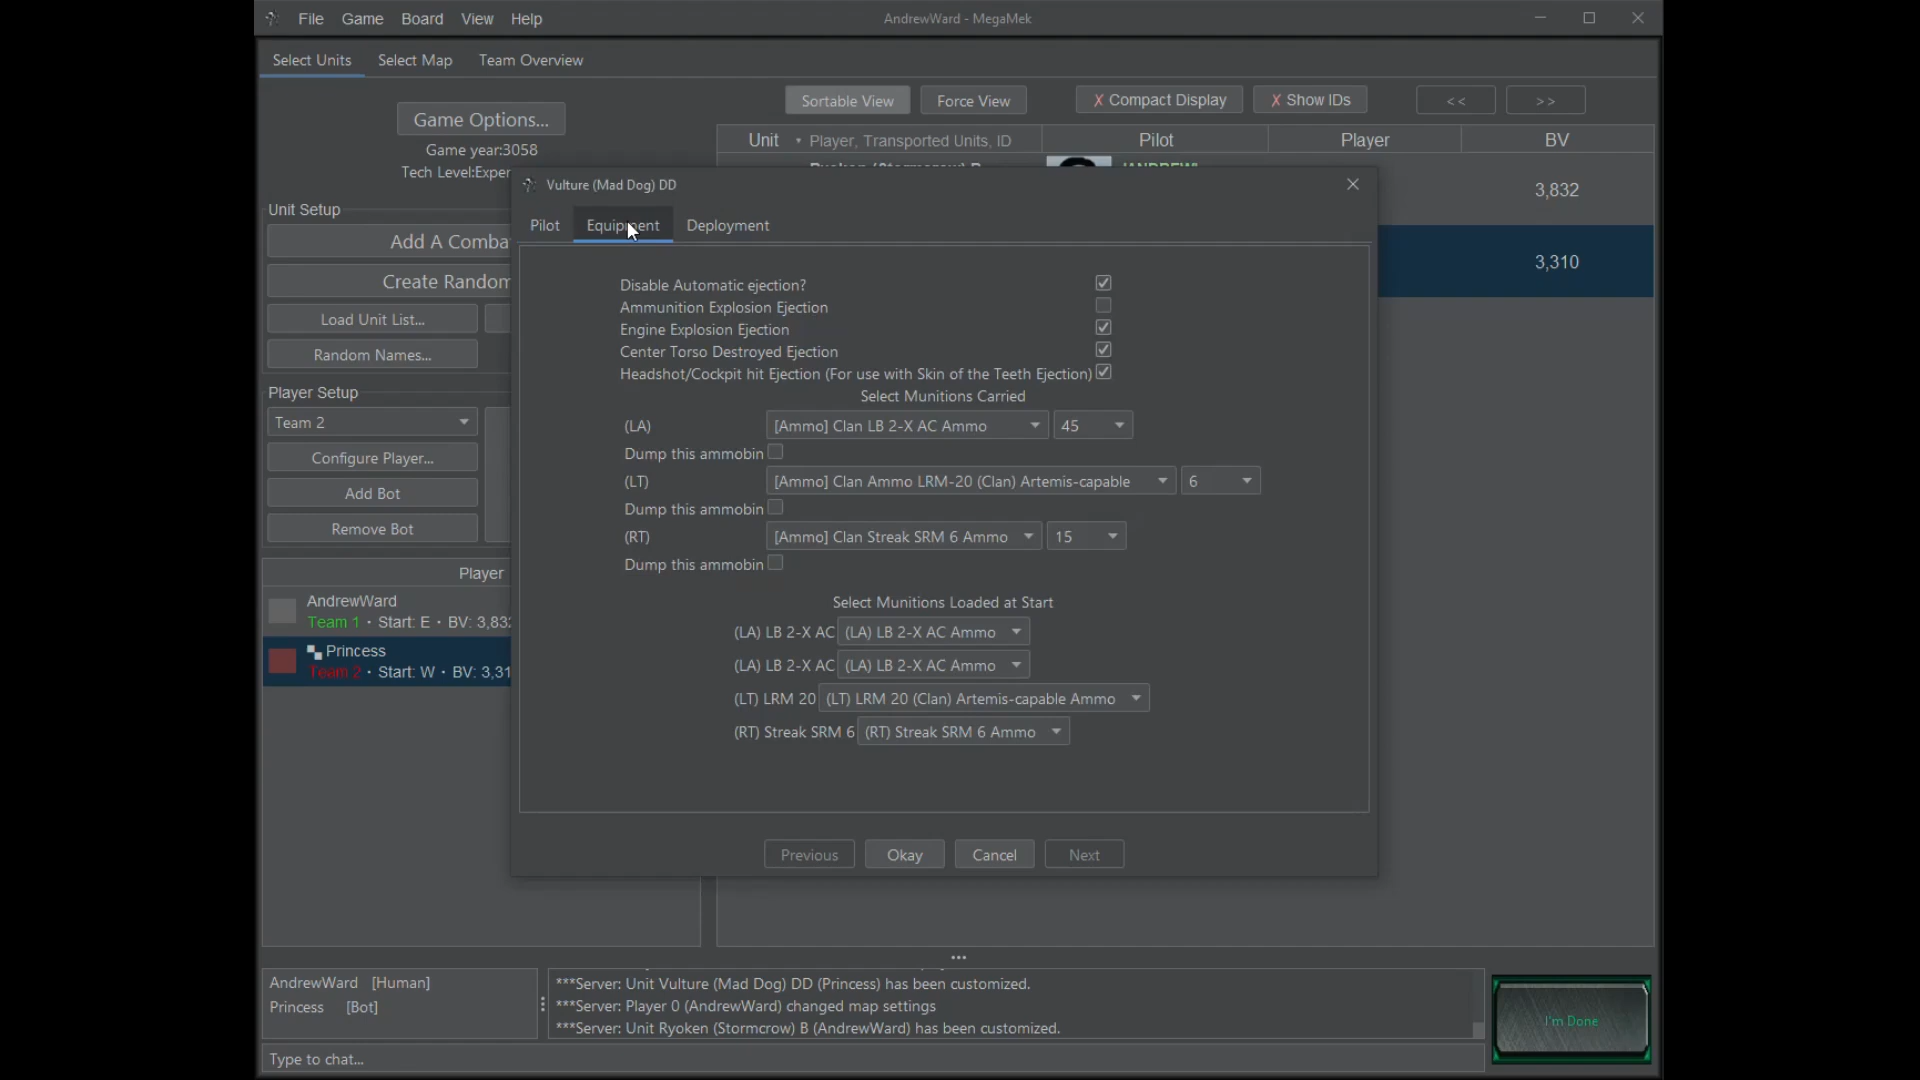 File Game Board View Help
AndrewWard - MegaMek
Select Units Select Map Team Overview
Sortable View Force View ✗ Compact Display ✗ Show IDs << >>
Game Options...
Game year:3058
Tech Level:Exper
Unit Player, Transported Units, ID Pilot Player BV
3,832
3,310
Unit Setup
Add A Comba
Create Random
Load Unit List...
Random Names...
Player Setup
Team 2
Configure Player...
Add Bot
Remove Bot
Player
AndrewWard
Team 1 • Start: E • BV: 3,83
Princess
Team 2 • Start: W • BV: 3,31
Vulture (Mad Dog) DD
Pilot Equipment Deployment
Disable Automatic ejection?
Ammunition Explosion Ejection
Engine Explosion Ejection
Center Torso Destroyed Ejection
Headshot/Cockpit hit Ejection (For use with Skin of the Teeth Ejection)
Select Munitions Carried
(LA) [Ammo] Clan LB 2-X AC Ammo 45
Dump this ammobin
(LT) [Ammo] Clan Ammo LRM-20 (Clan) Artemis-capable 6
Dump this ammobin
(RT) [Ammo] Clan Streak SRM 6 Ammo 15
Dump this ammobin
Select Munitions Loaded at Start
(LA) LB 2-X AC (LA) LB 2-X AC Ammo
(LA) LB 2-X AC (LA) LB 2-X AC Ammo
(LT) LRM 20 (LT) LRM 20 (Clan) Artemis-capable Ammo
(RT) Streak SRM 6 (RT) Streak SRM 6 Ammo
Previous Okay Cancel Next
AndrewWard [Human]
Princess [Bot]
***Server: Unit Vulture (Mad Dog) DD (Princess) has been customized.
***Server: Player 0 (AndrewWard) changed map settings
***Server: Unit Ryoken (Stormcrow) B (AndrewWard) has been customized.
I'm Done
Type to chat...